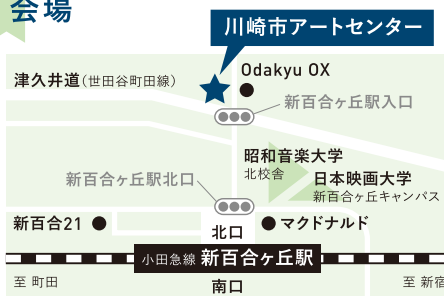 会場
川崎市アートセンター
津久井道(世田谷町田線)
Odakyu OX
新百合ヶ丘駅入口
昭和音楽大学
北校舎
新百合ヶ丘駅北口
日本映画大学
新百合ヶ丘キャンパス
新百合21
マクドナルド
北口
小田急線 新百合ヶ丘駅
至 町田
南口
至 新宿